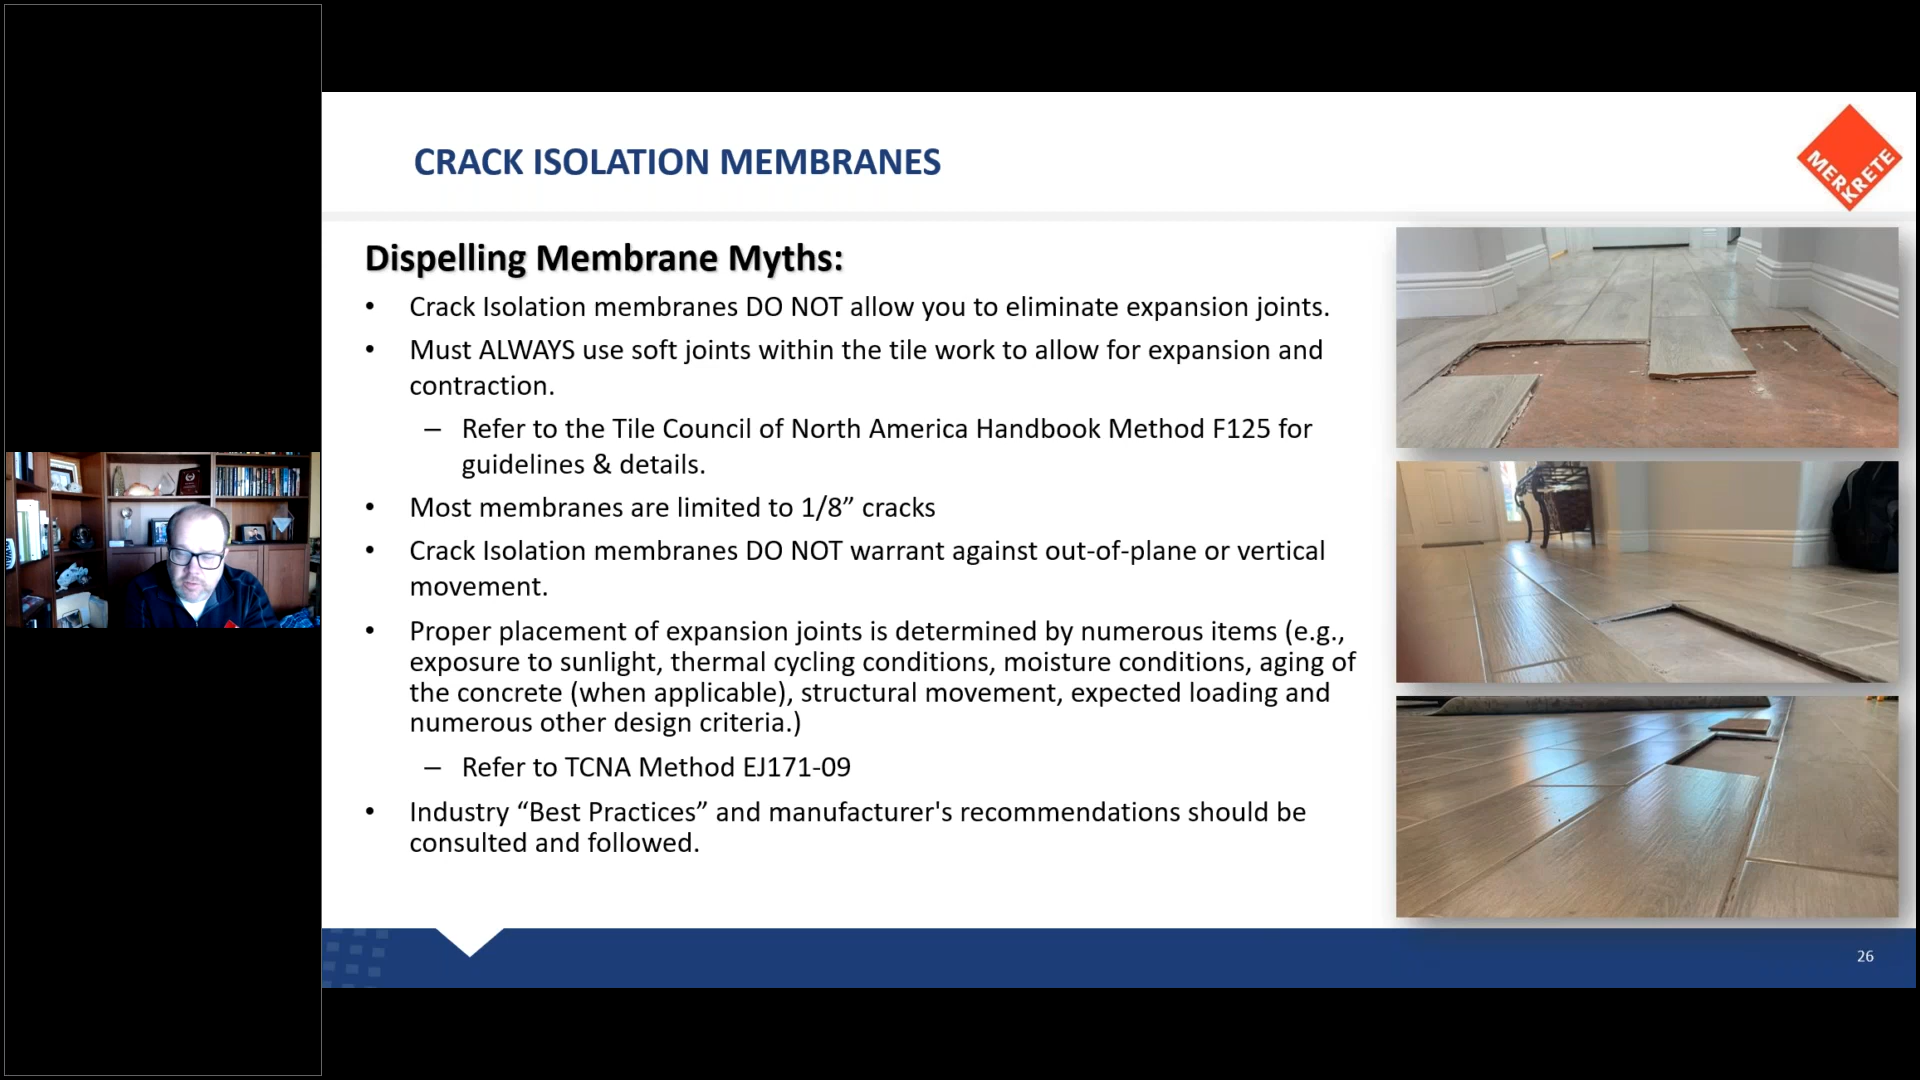 CRACK ISOLATION MEMBRANES
MERKRETE
Dispelling Membrane Myths:
• Crack Isolation membranes DO NOT allow you to eliminate expansion joints.
• Must ALWAYS use soft joints within the tile work to allow for expansion and
contraction.
– Refer to the Tile Council of North America Handbook Method F125 for
guidelines & details.
• Most membranes are limited to 1/8” cracks
• Crack Isolation membranes DO NOT warrant against out-of-plane or vertical
movement.
• Proper placement of expansion joints is determined by numerous items (e.g.,
exposure to sunlight, thermal cycling conditions, moisture conditions, aging of
the concrete (when applicable), structural movement, expected loading and
numerous other design criteria.)
– Refer to TCNA Method EJ171-09
• Industry “Best Practices” and manufacturer's recommendations should be
consulted and followed.
26